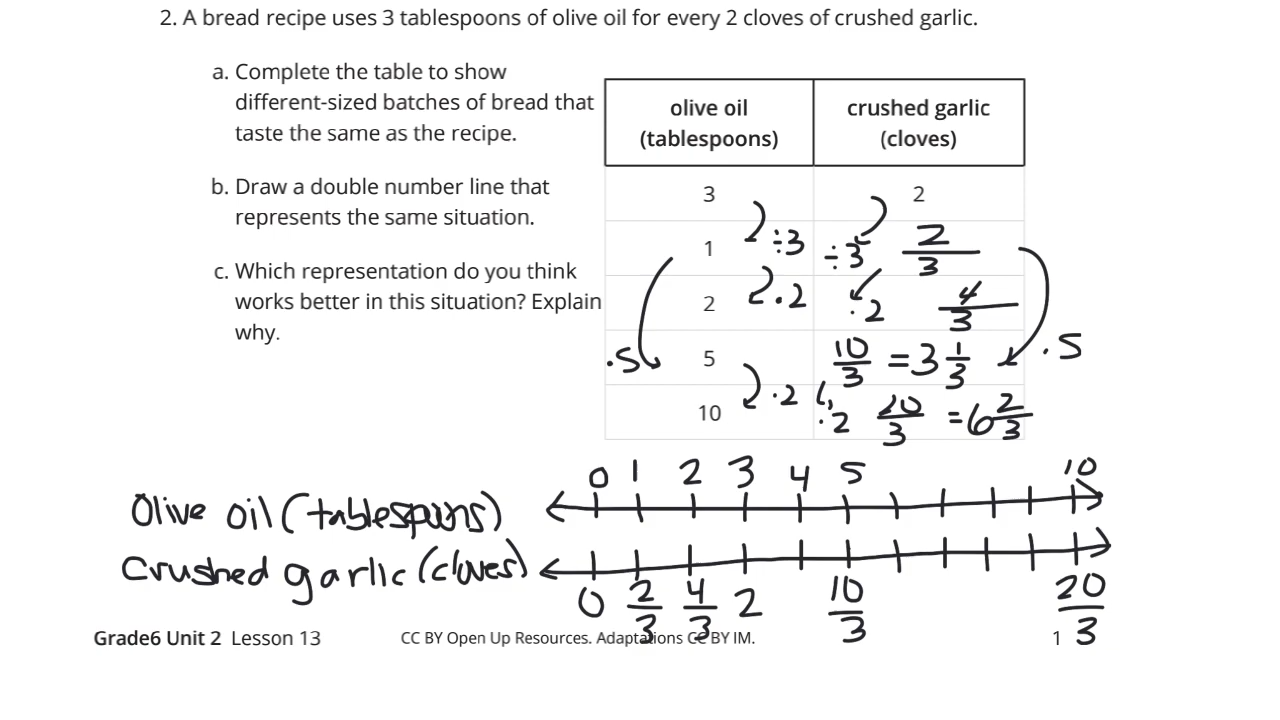 2. A bread recipe uses 3 tablespoons of olive oil for every 2 cloves of crushed garlic.
a. Complete the table to show
different-sized batches of bread that
taste the same as the recipe.
b. Draw a double number line that
represents the same situation.
c. Which representation do you think
works better in this situation? Explain
why.
olive oil
(tablespoons)
crushed garlic
(cloves)
3 2
÷3 ÷3
1 2/3
·2 ·2
2 4/3
·5 ·5
5 10/3 = 3 1/3
·2 ·2
10 20/3 = 6 2/3
0 1 2 3 4 5 10
Olive oil (tablespuns)
Crushed garlic (cloves)
0 2/3 4/3 2 10/3 20/3
Grade6 Unit 2 Lesson 13 CC BY Open Up Resources. Adaptations CC BY IM. 1